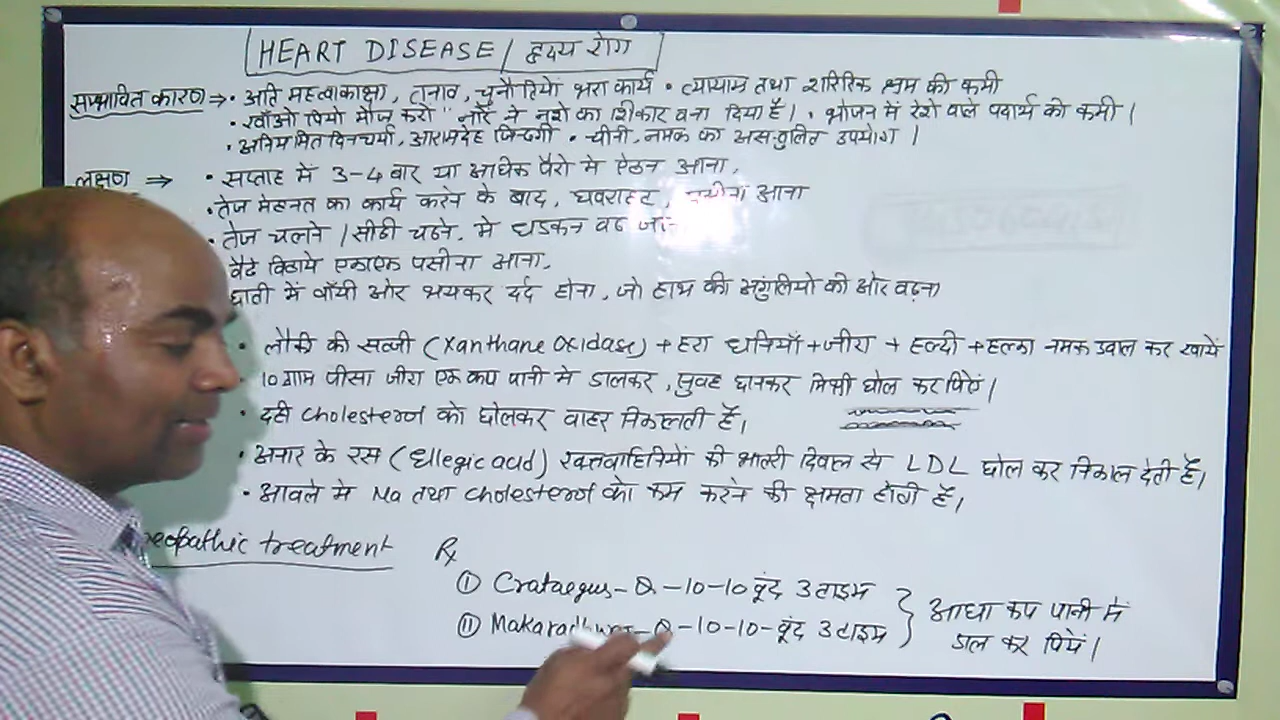 HEART DISEASE / हृदय रोग
सम्भावित कारण ⇒ • अति महत्वाकांक्षा, तनाव, चुनौतियों भरा कार्य • व्यायाम तथा शारिरिक श्रम की कमी
• खाँओ पियो मौज करो" नौरे ने नशे का शिकार बना दिया है। • भोजन में रेशे वाले पदार्थ की कमी।
• अनियमित दिनचर्या, आरामदेह जिन्दगी • चीनी, नमक का असंतुलित उपयोग।
लक्षण ⇒ • सप्ताह में 3-4 बार या अधिक पैरो मे ऐंठन आना,
• तेज मेहनत का कार्य करने के बाद, घबराहट, पसीना आना
• तेज चलने / सीढी चढने, मे धडकन बढ
बैठे बिठाये एकाएक पसीना आना,
छाती में बाँयी ओर भयंकर दर्द होना, जो हाथ की अंगुलियो की ओर बढ़ना
• लौकी की सब्जी (Xanthane oxidase) + हरा धनियाँ + जीरा + हल्दी + हल्का नमक उबाल कर खायें
• 10 ग्राम पीसा जीरा एक कप पानी मे डालकर, सुबह छानकर मिश्री घोल कर पिएं।
• दही Cholesterol को घोलकर बाहर निकालती हैं।
• अनार के रस (Ellegic acid) रक्तवाहिनियों की भीतरी दिवाल से LDL घोल कर निकाल देती हैं।
• आवले मे Na तथा Cholesterol को कम करने की क्षमता होती हैं।
eopathic treatment Rx
① Crataegus - Q - 10-10 बूंद 3 टाइम
② Makaradhwaj - Q - 10-10 - बूंद 3 टाइम
} आधा कप पानी में
डाल कर पियें।